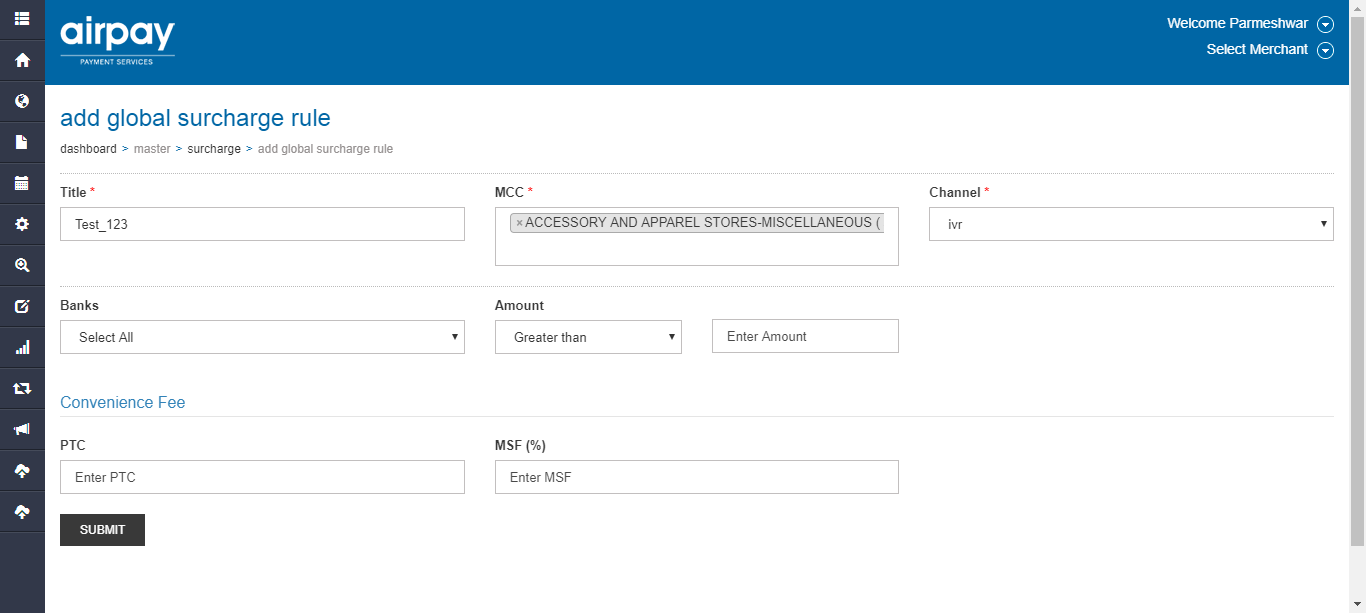 airpay
PAYMENT SERVICES
Welcome Parmeshwar
Select Merchant
add global surcharge rule
dashboard > master > surcharge > add global surcharge rule
Title * MCC * Channel *
Test_123 ×ACCESSORY AND APPAREL STORES-MISCELLANEOUS ( ivr
Banks Amount
Select All Greater than Enter Amount
Convenience Fee
PTC MSF (%)
Enter PTC Enter MSF
SUBMIT